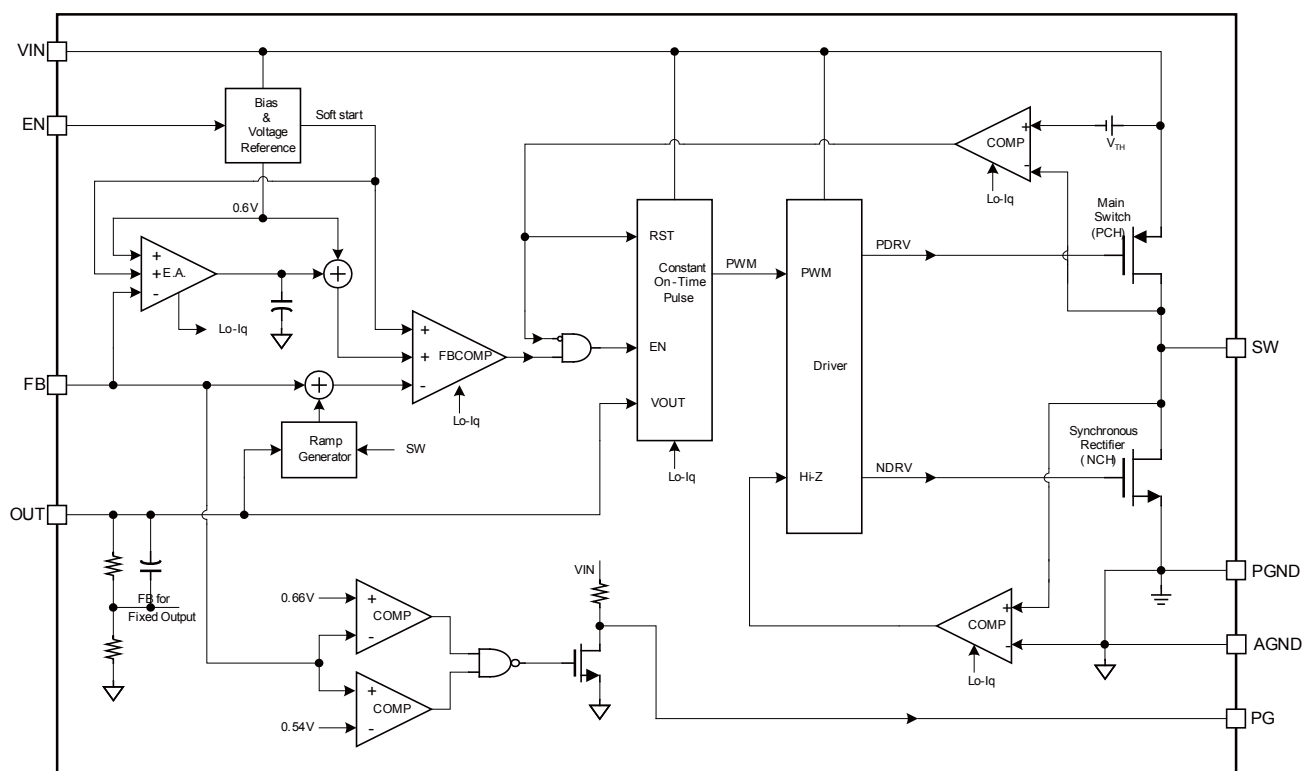 VIN
EN
Bias
&
Voltage
Reference
Soft start
0.6V
+
+
-
E.A.
Lo-Iq
+
+
+
-
FBCOMP
Lo-Iq
FB
+
Ramp
Generator
SW
OUT
FB for
Fixed Output
RST
Constant
On-Time
Pulse
EN
VOUT
Lo-Iq
PWM
PWM
Driver
Hi-Z
PDRV
NDRV
+
-
COMP
VTH
Lo-Iq
Main
Switch
(PCH)
SW
Synchronous
Rectifier
(NCH)
+
-
COMP
Lo-Iq
PGND
AGND
0.66V
+
-
COMP
+
-
COMP
0.54V
VIN
PG